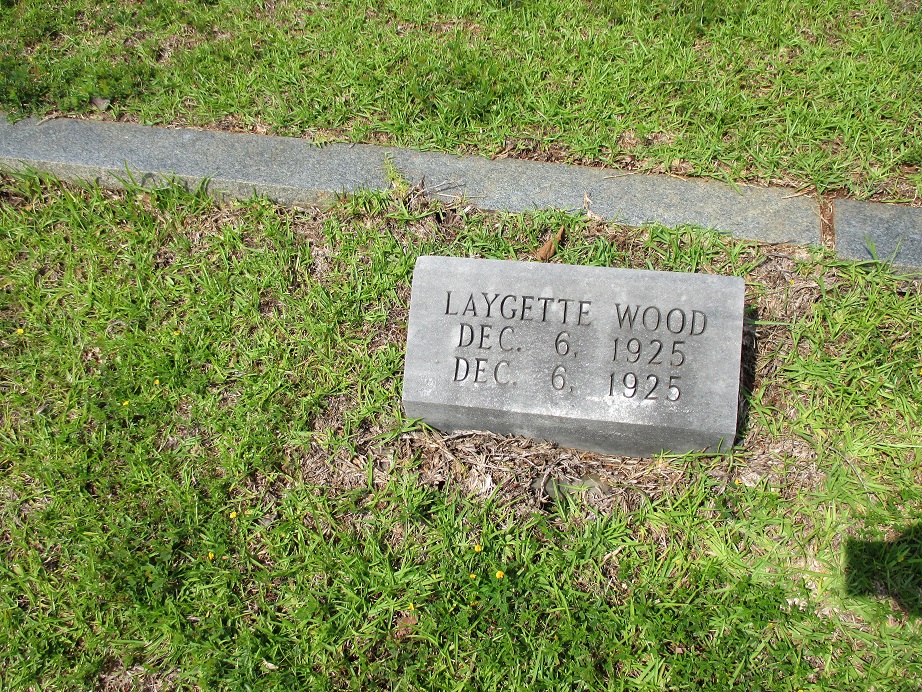 LAYGETTE WOOD
DEC. 6, 1925
DEC. 6, 1925